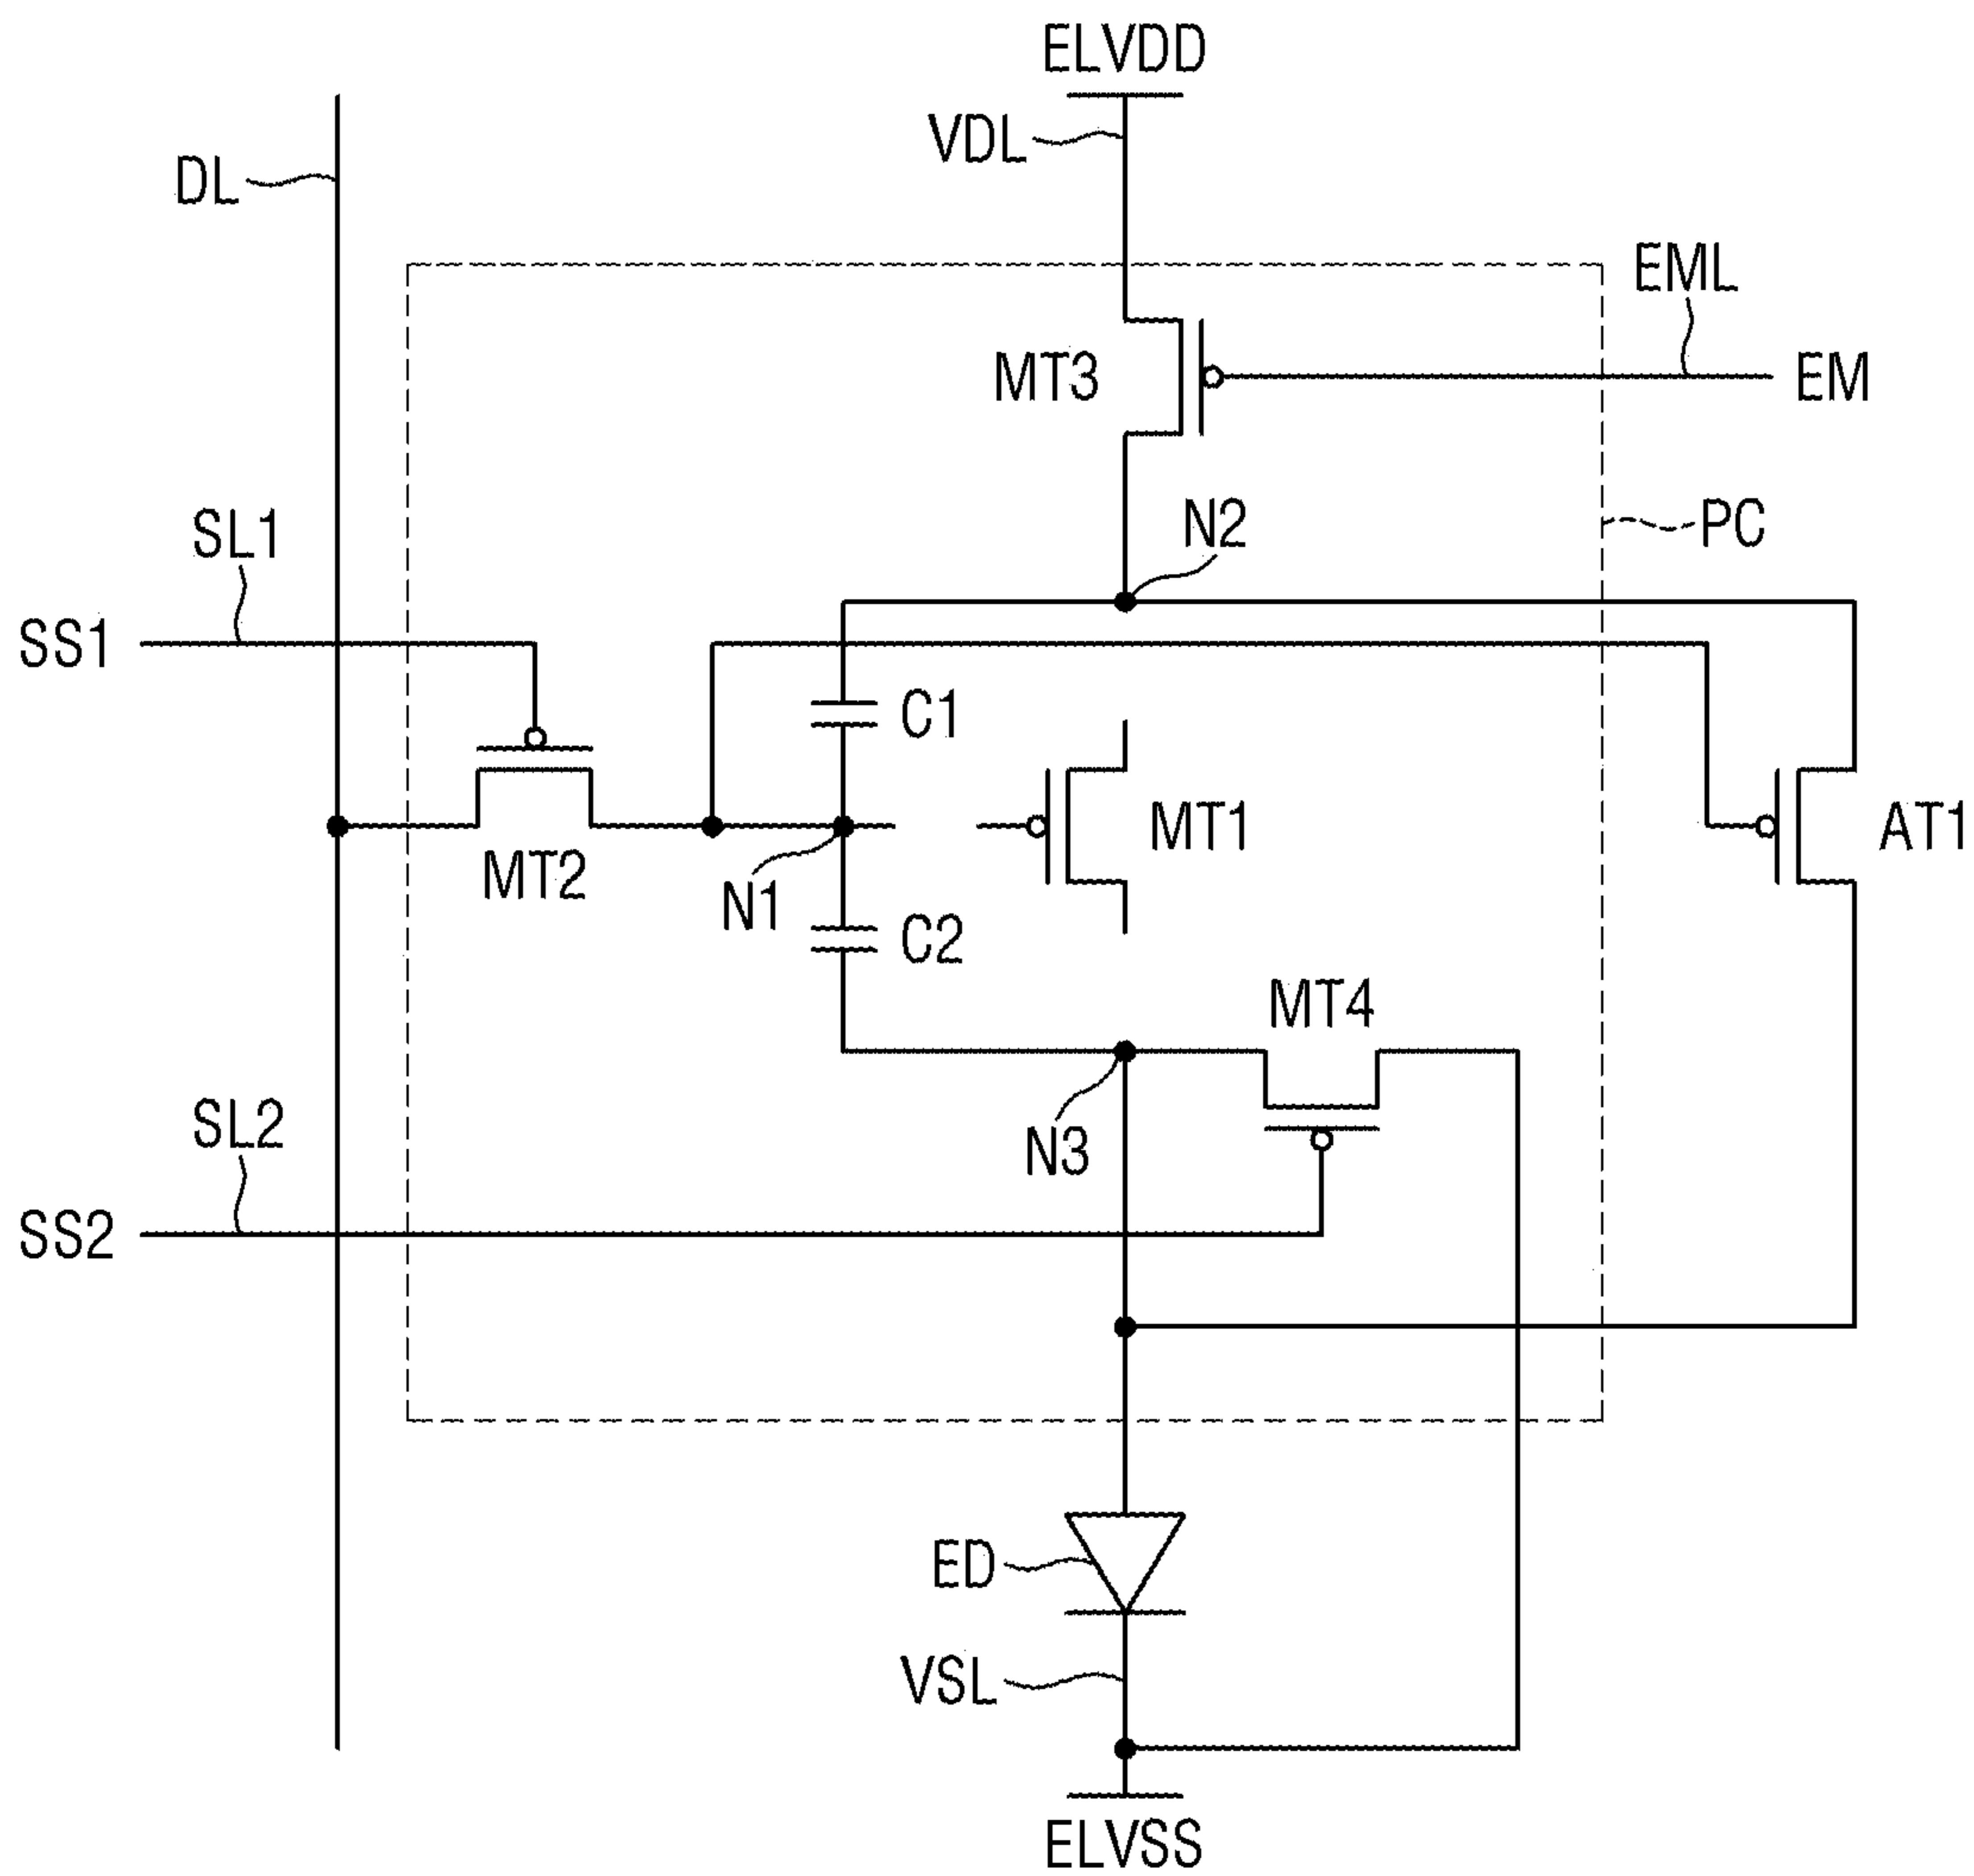 ELVDD
VDL
DL
EML
MT3
EM
SL1
N2
PC
SS1
C1
MT1
AT1
MT2
N1
C2
MT4
SL2
N3
SS2
ED
VSL
ELVSS